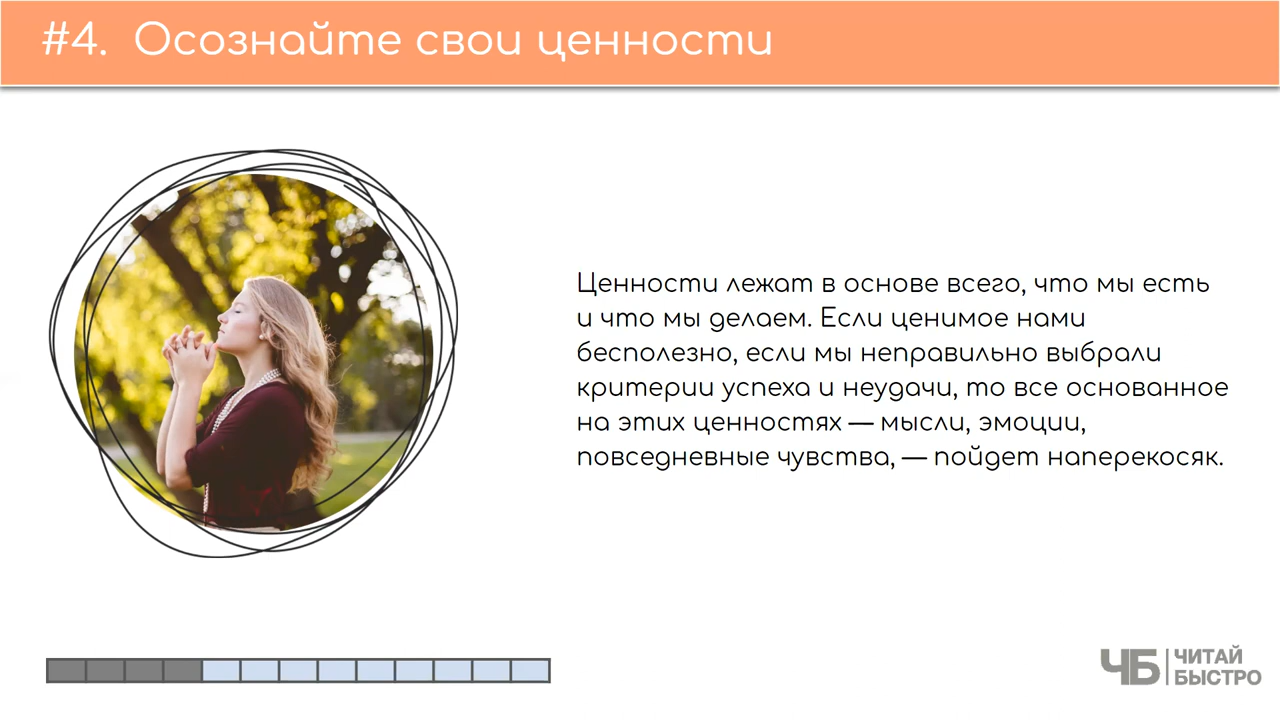 #4. Осознайте свои ценности
Ценности лежат в основе всего, что мы есть
и что мы делаем. Если ценимое нами
бесполезно, если мы неправильно выбрали
критерии успеха и неудачи, то все основанное
на этих ценностях — мысли, эмоции,
повседневные чувства, — пойдет наперекосяк.
ЧБ
ЧИТАЙ
БЫСТРО